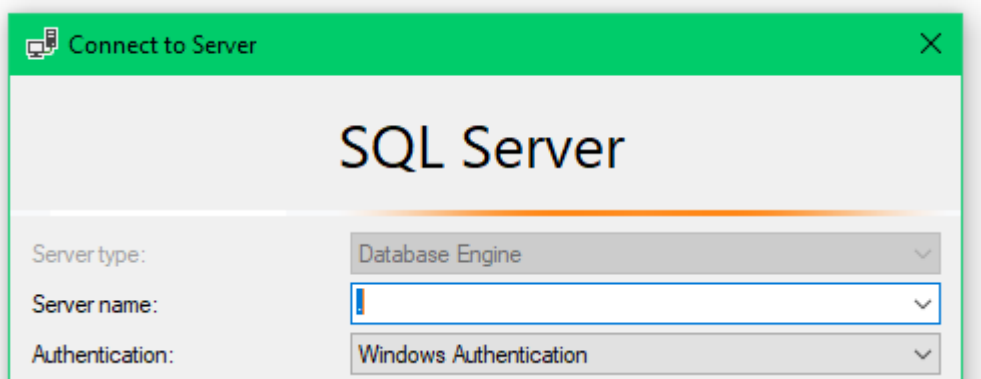 Connect to Server
SQL Server
Server type: Database Engine
Server name: .
Authentication: Windows Authentication